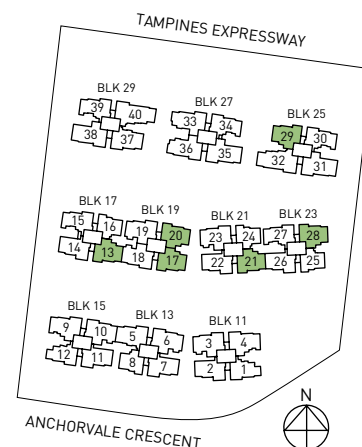 TAMPINES EXPRESSWAY
BLK 29
BLK 27
BLK 25
39 40
38 37
33 34
36 35
29 30
32 31
BLK 17
BLK 19
BLK 21
BLK 23
15 16
14 13
19 20
18 17
23 24
22 21
27 28
26 25
BLK 15
BLK 13
BLK 11
9 10
12 11
5 6
8 7
3 4
2 1
N
ANCHORVALE CRESCENT